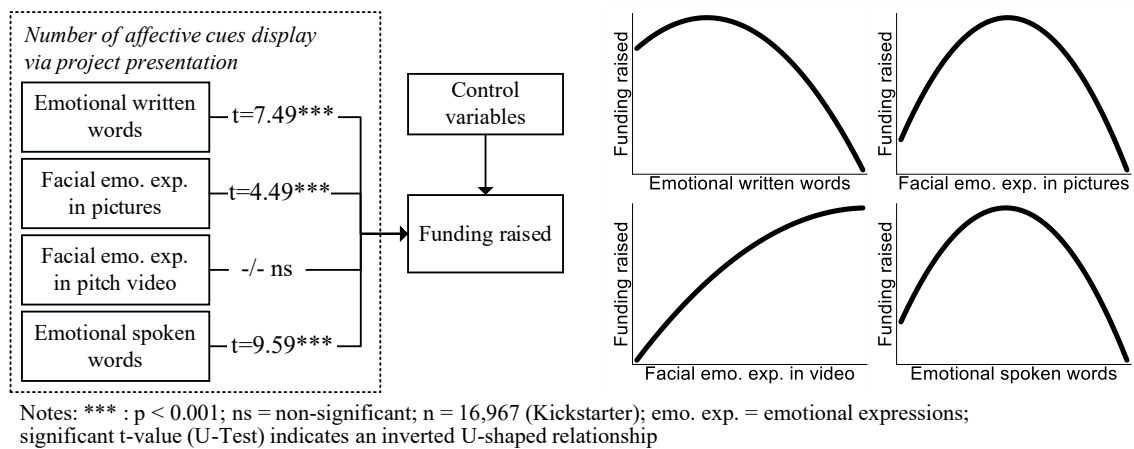 Number of affective cues display
via project presentation
Emotional written
words
t=7.49***
Facial emo. exp.
in pictures
t=4.49***
Facial emo. exp.
in pitch video
-/- ns
Emotional spoken
words
t=9.59***
Control
variables
Funding raised
Funding raised
Emotional written words
Funding raised
Facial emo. exp. in pictures
Funding raised
Facial emo. exp. in video
Funding raised
Emotional spoken words
Notes: *** : p < 0.001; ns = non-significant; n = 16,967 (Kickstarter); emo. exp. = emotional expressions;
significant t-value (U-Test) indicates an inverted U-shaped relationship